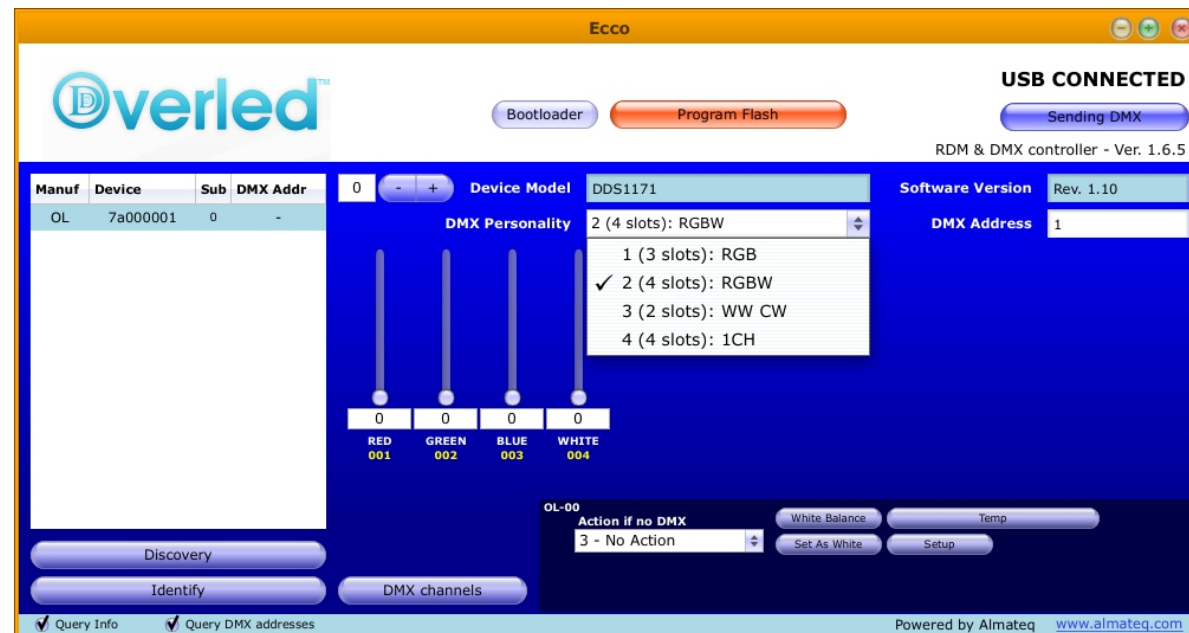 Ecco
Dverled™
USB CONNECTED
Bootloader
Program Flash
Sending DMX
RDM & DMX controller - Ver. 1.6.5
Manuf Device Sub DMX Addr
OL 7a000001 0 -
0 - + Device Model DDS1171 Software Version Rev. 1.10
DMX Personality 2 (4 slots): RGBW DMX Address 1
1 (3 slots): RGB
✓ 2 (4 slots): RGBW
3 (2 slots): WW CW
4 (4 slots): 1CH
0 0 0 0
RED GREEN BLUE WHITE
001 002 003 004
OL-00
Action if no DMX
3 - No Action
White Balance Temp
Set As White Setup
Discovery
Identify
DMX channels
Query Info Query DMX addresses
Powered by Almateq www.almateq.com